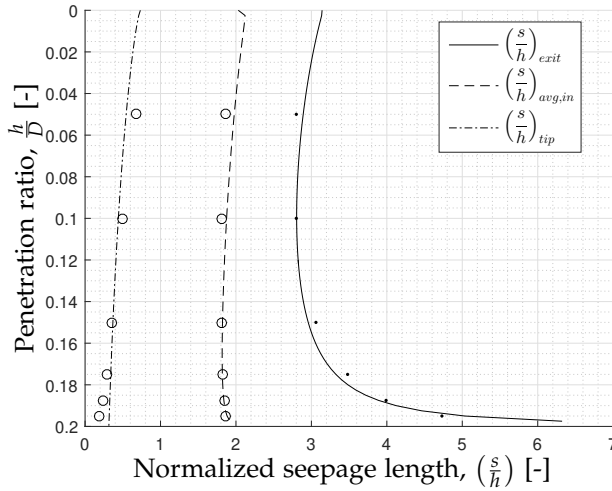 0
0.02
0.04
0.06
0.08
0.1
0.12
0.14
0.16
0.18
0.2
Penetration ratio, h/D [-]
(s/h)exit
(s/h)avg,in
(s/h)tip
0 1 2 3 4 5 6 7
Normalized seepage length, (s/h) [-]